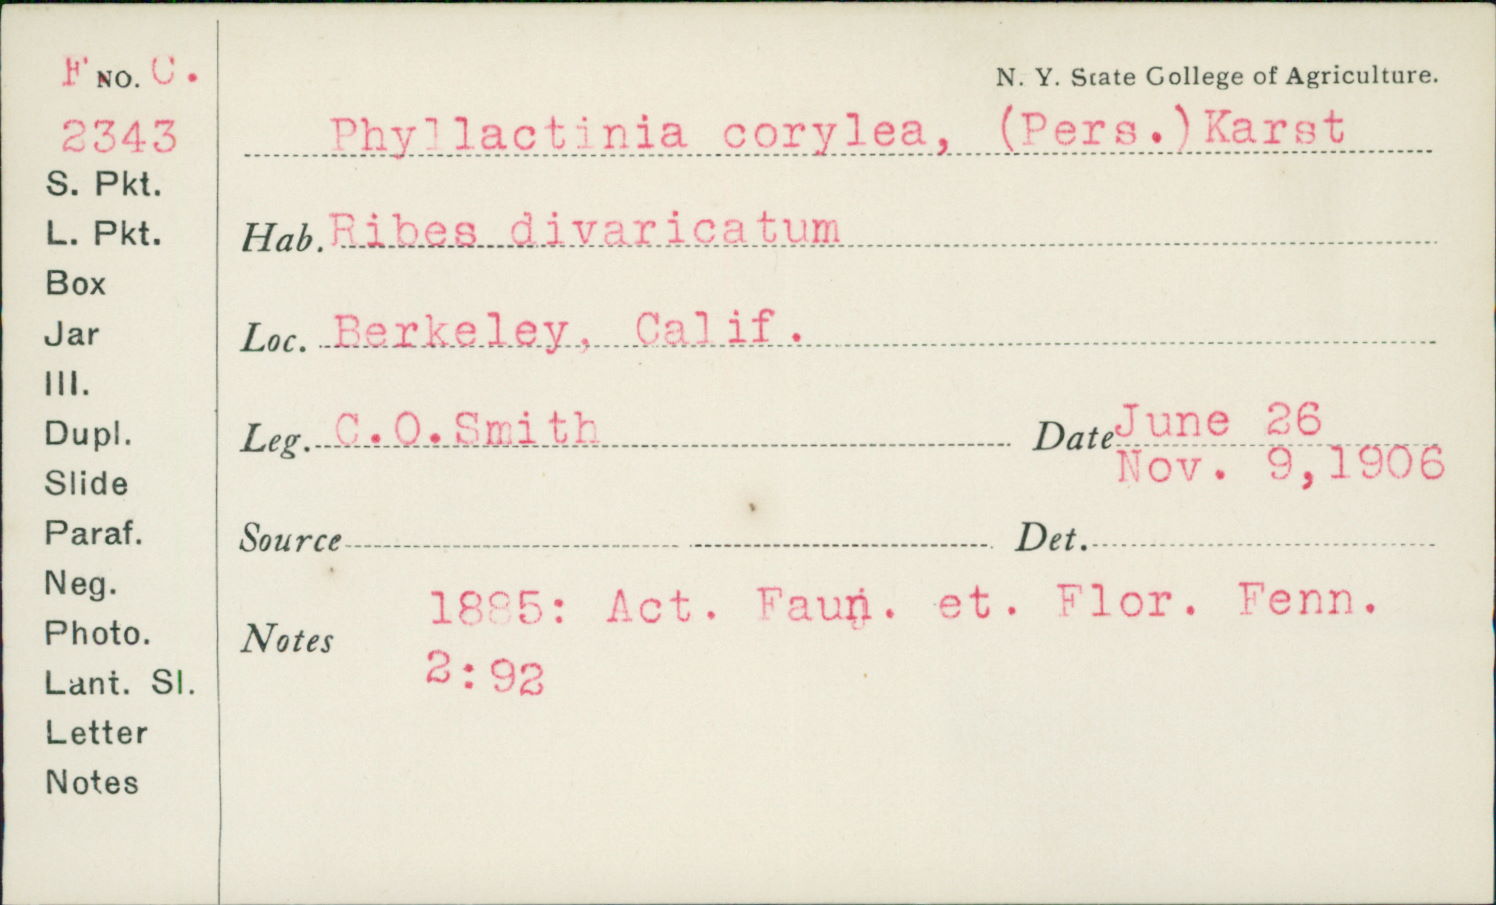 F NO. C.
2343
S. Pkt.
L. Pkt.
Box
Jar
Ill.
Dupl.
Slide
Paraf.
Neg.
Photo.
Lant. Sl.
Letter
Notes
N. Y. State College of Agriculture.
Phyllactinia corylea, (Pers.)Karst
Hab. Ribes divaricatum
Loc. Berkeley, Calif.
Leg. C.O.Smith Date June 26
Nov. 9,1906
Source Det.
Notes 1885: Act. Faun. et. Flor. Fenn.
2:92